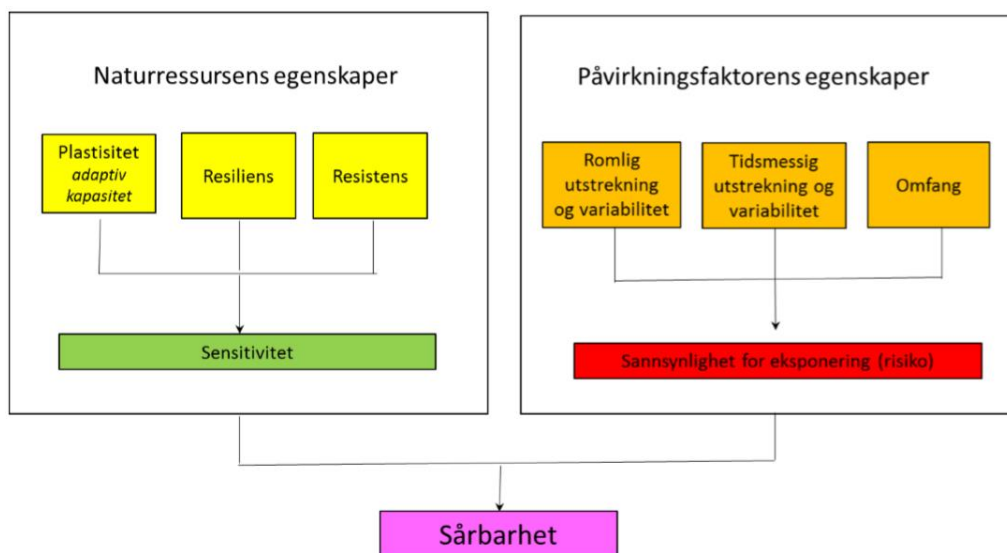 Naturressursens egenskaper
Plastisitet
adaptiv
kapasitet
Resiliens
Resistens
Sensitivitet
Påvirkningsfaktorens egenskaper
Romlig
utstrekning
og variabilitet
Tidsmessig
utstrekning og
variabilitet
Omfang
Sannsynlighet for eksponering (risiko)
Sårbarhet